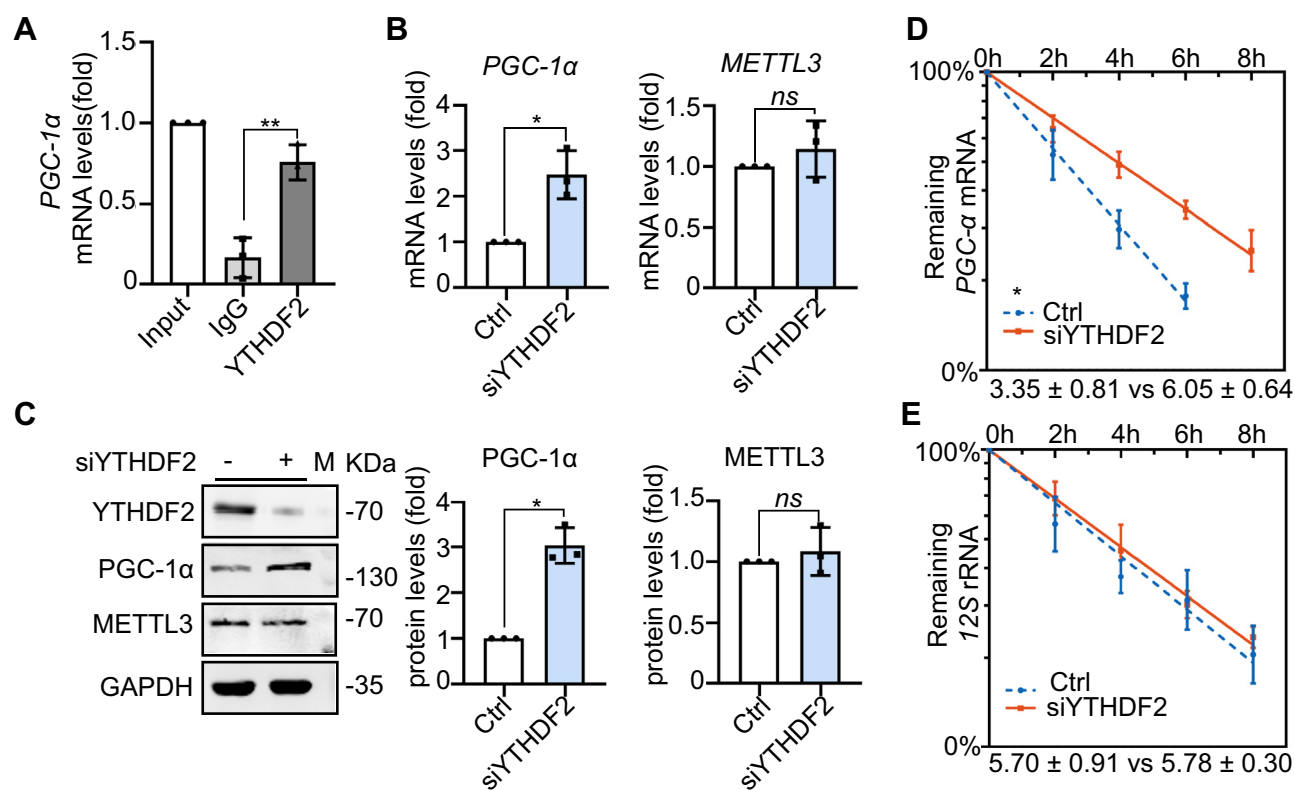 A
PGC-1α
mRNA levels(fold)
1.5
1.0
0.5
0
**
Input
IgG
YTHDF2
B
PGC-1α
mRNA levels (fold)
4
3
2
1
0
*
Ctrl
siYTHDF2
METTL3
mRNA levels (fold)
1.5
1.0
0.5
0
ns
Ctrl
siYTHDF2
C
siYTHDF2 - + M KDa
YTHDF2 -70
PGC-1α -130
METTL3 -70
GAPDH -35
PGC-1α
protein levels (fold)
4
3
2
1
0
*
Ctrl
siYTHDF2
METTL3
protein levels (fold)
1.5
1.0
0.5
0
ns
Ctrl
siYTHDF2
D
0h 2h 4h 6h 8h
100%
Remaining
PGC-α mRNA
*
Ctrl
siYTHDF2
0%
3.35 ± 0.81 vs 6.05 ± 0.64
E
0h 2h 4h 6h 8h
100%
Remaining
12S rRNA
Ctrl
siYTHDF2
0%
5.70 ± 0.91 vs 5.78 ± 0.30